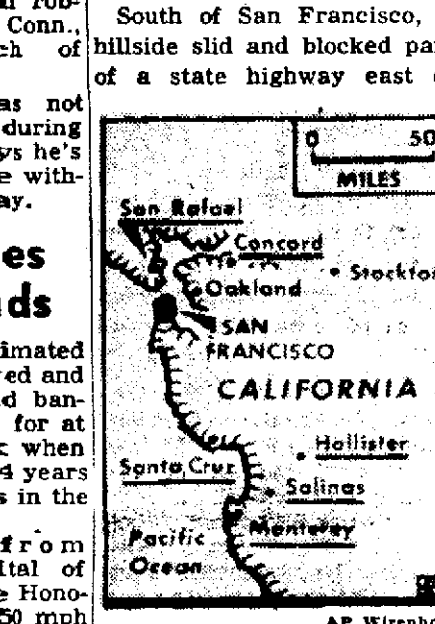 Conn.,
of
as not
during
ys he's
e with-
ay.
es
ds
imated
ed and
d ban-
for at
when
4 years
s in the
from
ital of
e Hono-
50 mph
South of San Francisco,
hillside slid and blocked par
of a state highway east
0 50
MILES
San Rafael
Concord
Stockton
Oakland
SAN
FRANCISCO
CALIFORNIA
Hollister
Santa Cruz
Salinas
Monterey
Pacific
Ocean
AP Wirepho